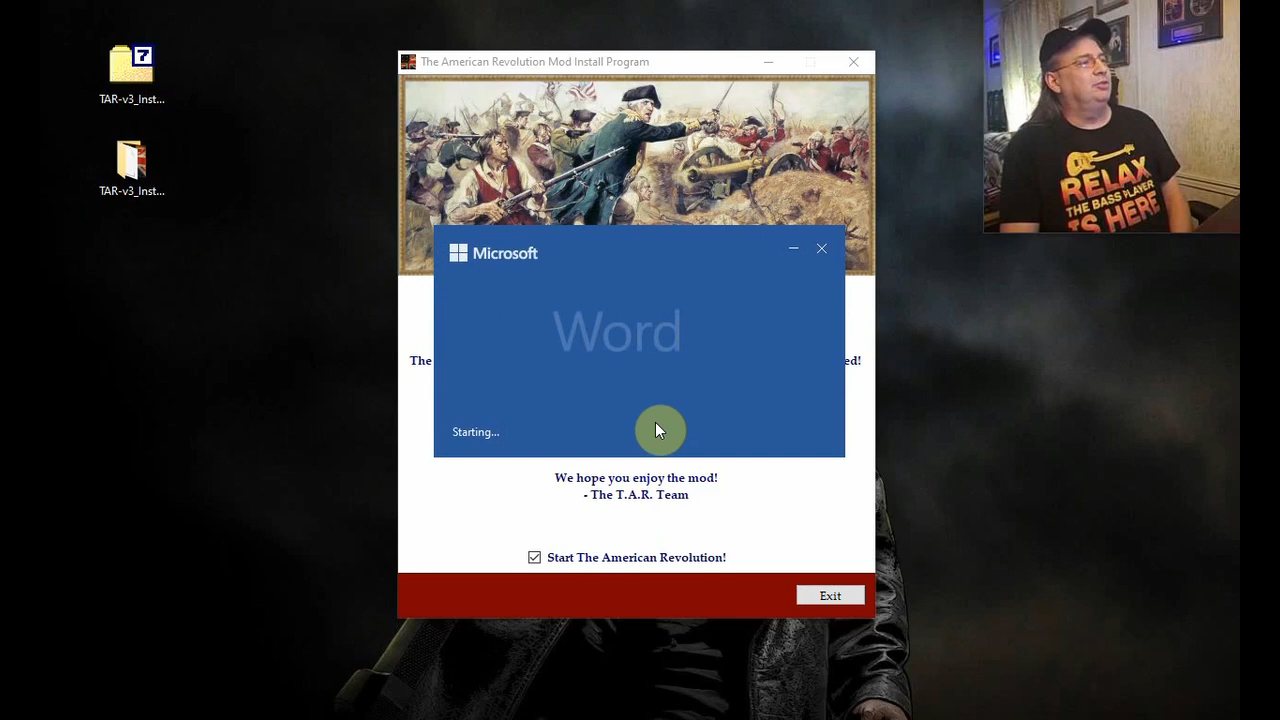 TAR-v3_Inst...
TAR-v3_Inst...
The American Revolution Mod Install Program
Microsoft
Word
Starting...
The
ed!
We hope you enjoy the mod!
- The T.A.R. Team
Start The American Revolution!
Exit
RELAX
THE BASS PLAYER
IS HERE